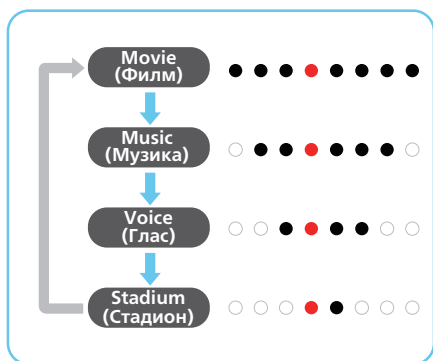 Movie
(Филм)
Music
(Музика)
Voice
(Глас)
Stadium
(Стадион)